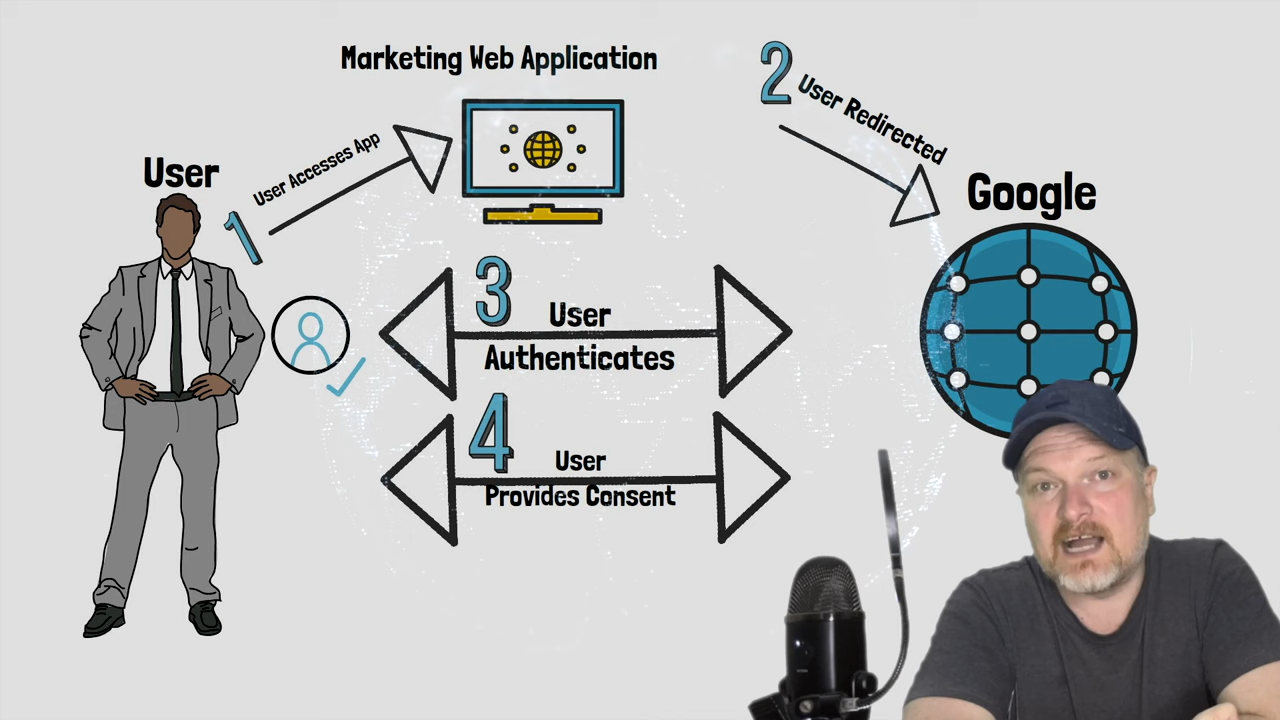 Marketing Web Application
User
1
User Accesses App
2
User Redirected
Google
3
User
Authenticates
4
User
Provides Consent